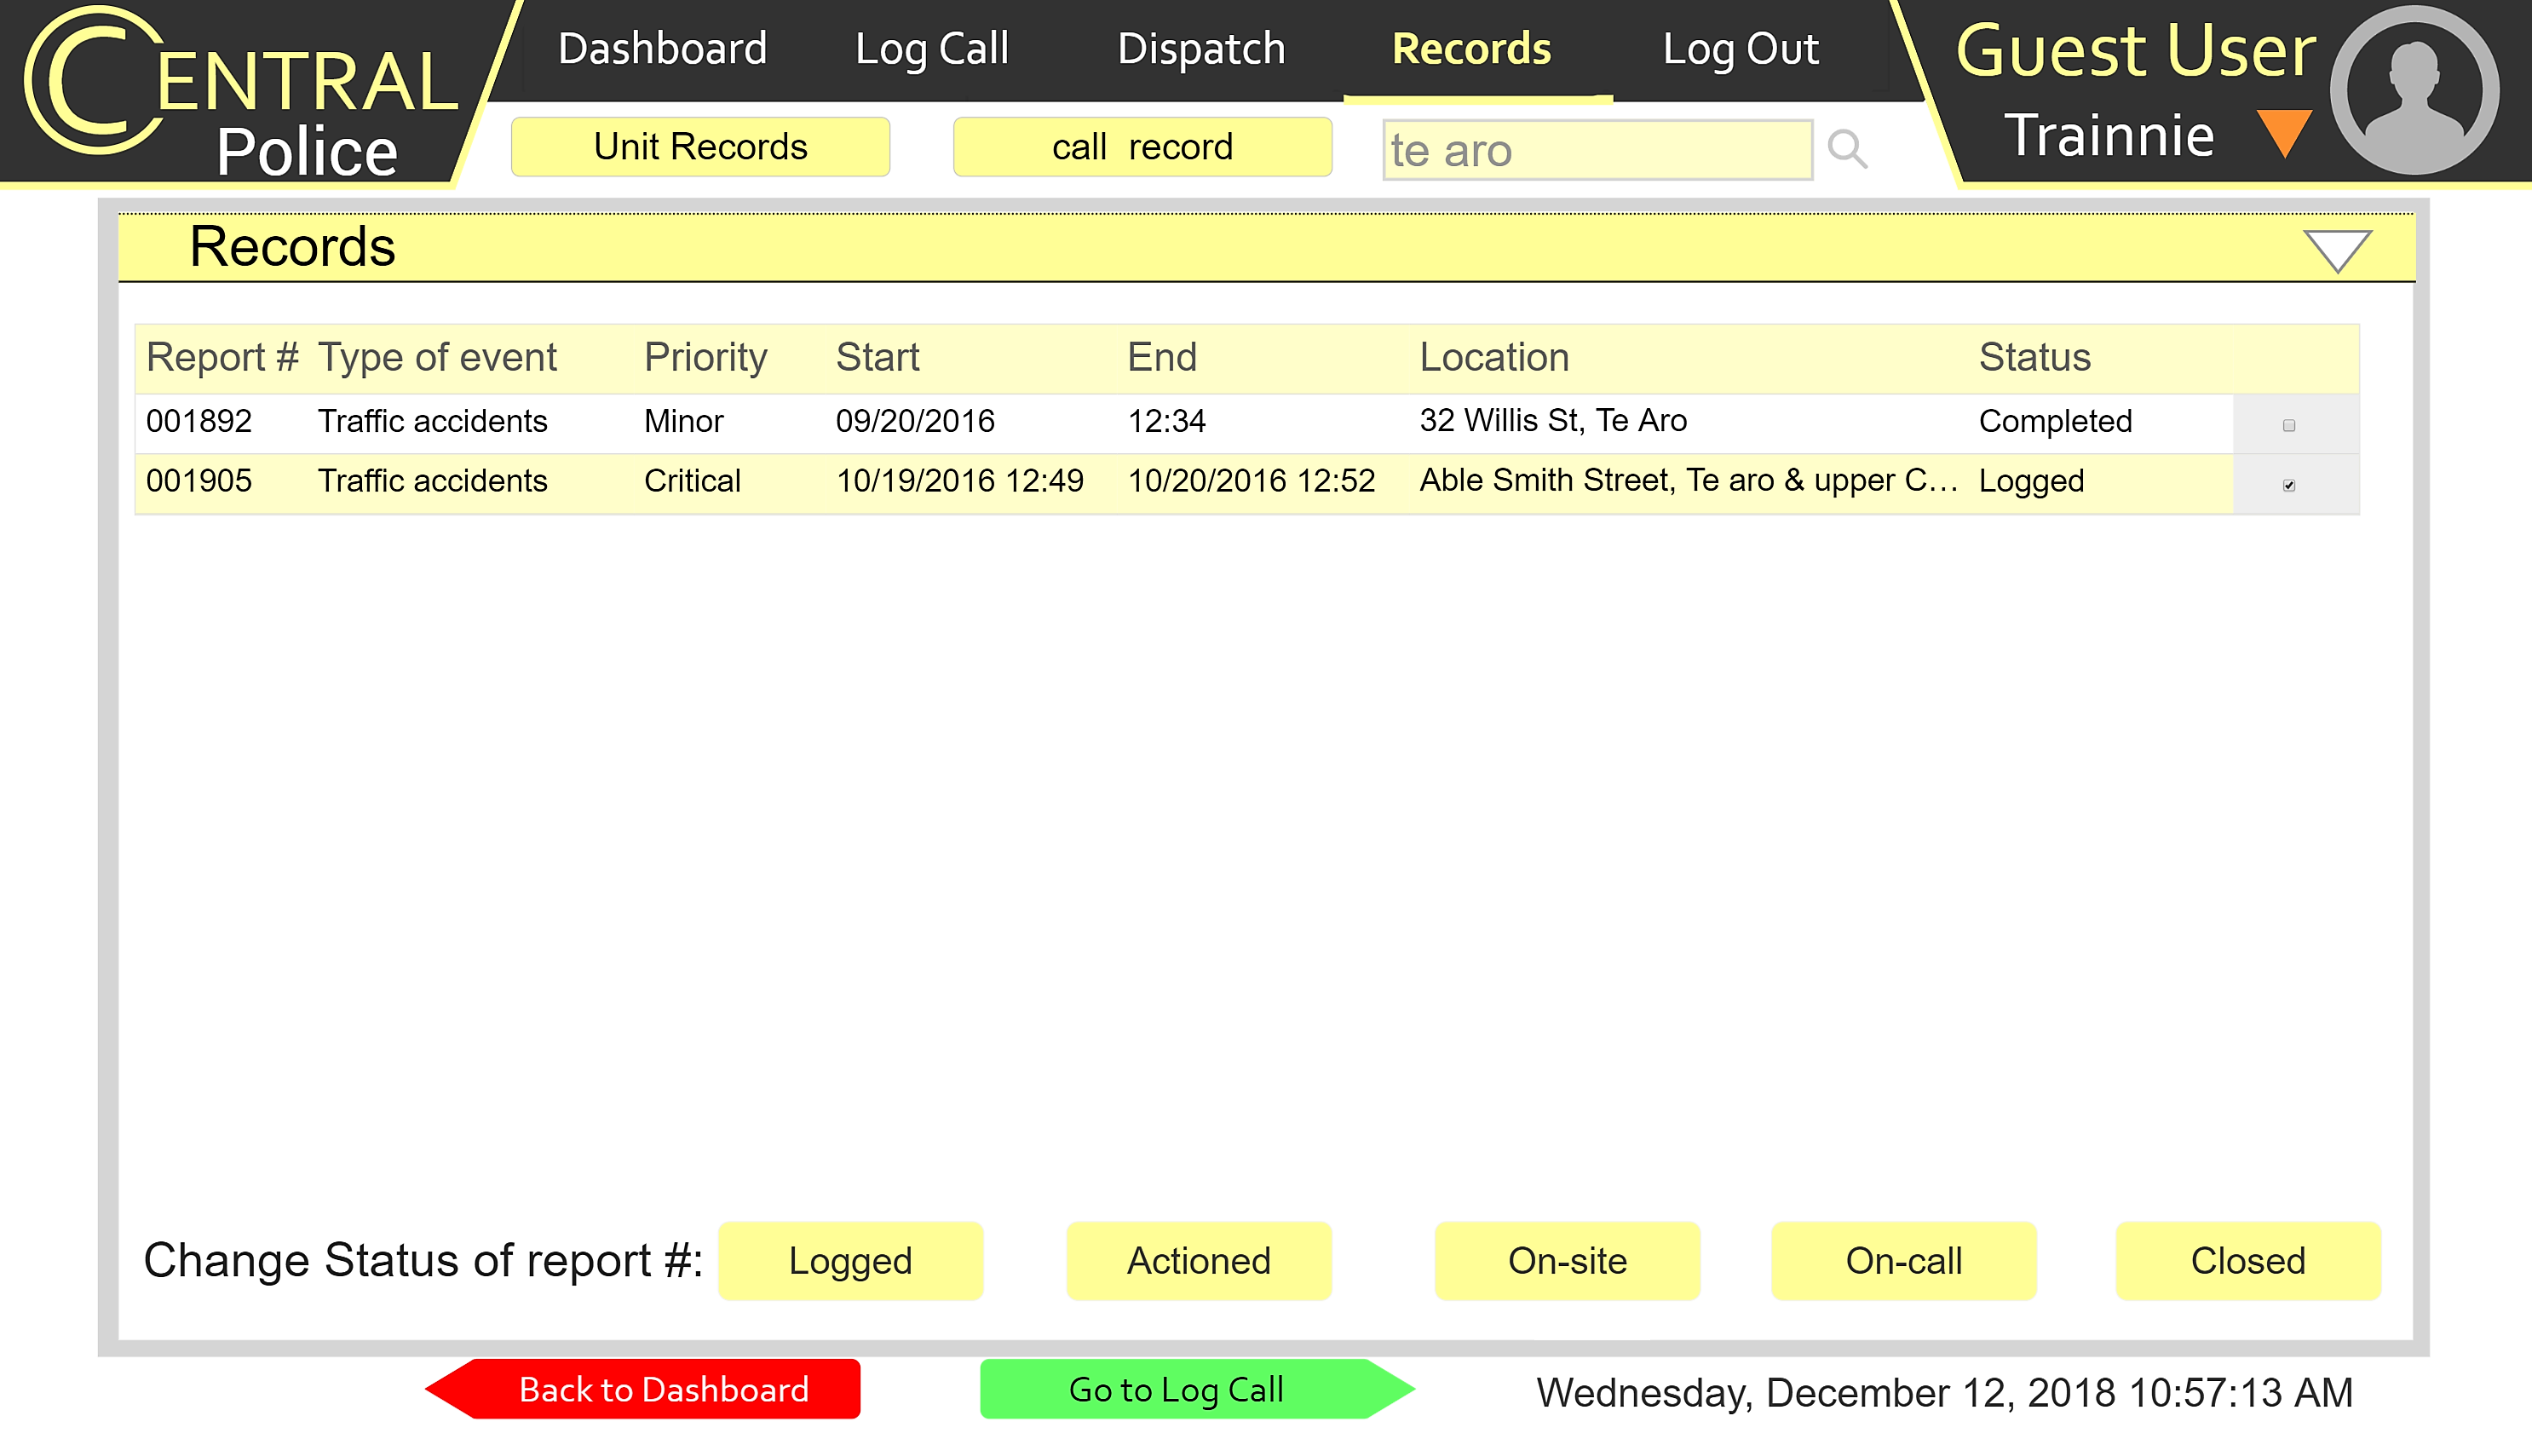 CENTRAL
Police
Dashboard Log Call Dispatch Records Log Out
Guest User
Trainnie
Unit Records call record te aro
Records
Report # Type of event Priority Start End Location Status
001892 Traffic accidents Minor 09/20/2016 12:34 32 Willis St, Te Aro Completed
001905 Traffic accidents Critical 10/19/2016 12:49 10/20/2016 12:52 Able Smith Street, Te aro & upper C... Logged
Change Status of report #: Logged Actioned On-site On-call Closed
Back to Dashboard Go to Log Call Wednesday, December 12, 2018 10:57:13 AM